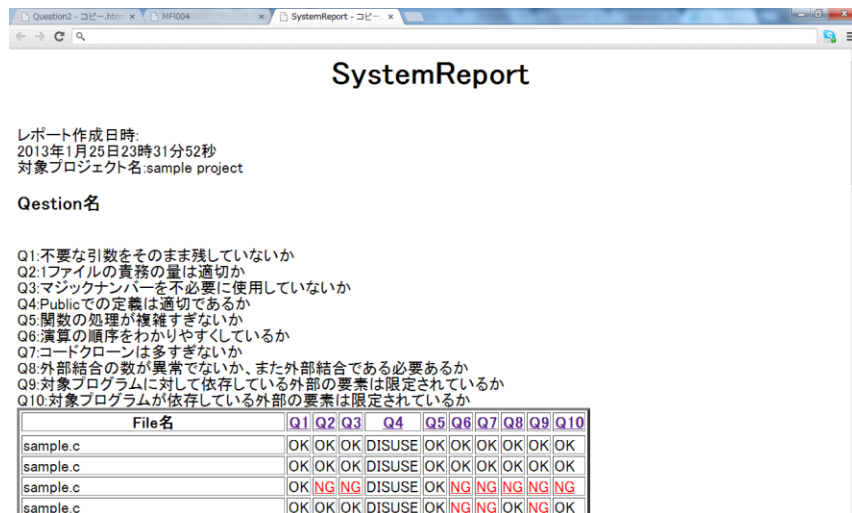 Question2 - コピー.htm
MFI004
SystemReport - コピー.
SystemReport
レポート作成日時:
2013年1月25日23時31分52秒
対象プロジェクト名:sample project
Qestion名
Q1:不要な引数をそのまま残していないか
Q2:1ファイルの責務の量は適切か
Q3:マジックナンバーを不必要に使用していないか
Q4:Publicでの定義は適切であるか
Q5:関数の処理が複雑すぎないか
Q6:演算の順序をわかりやすくしているか
Q7:コードクローンは多すぎないか
Q8:外部結合の数が異常でないか、また外部結合である必要あるか
Q9:対象プログラムに対して依存している外部の要素は限定されているか
Q10:対象プログラムが依存している外部の要素は限定されているか
File名 Q1 Q2 Q3 Q4 Q5 Q6 Q7 Q8 Q9 Q10
sample.c OK OK OK DISUSE OK OK OK OK OK OK
sample.c OK OK OK DISUSE OK OK OK OK OK OK
sample.c OK NG NG DISUSE OK NG NG NG NG NG
sample.c OK OK OK DISUSE OK NG NG OK NG OK